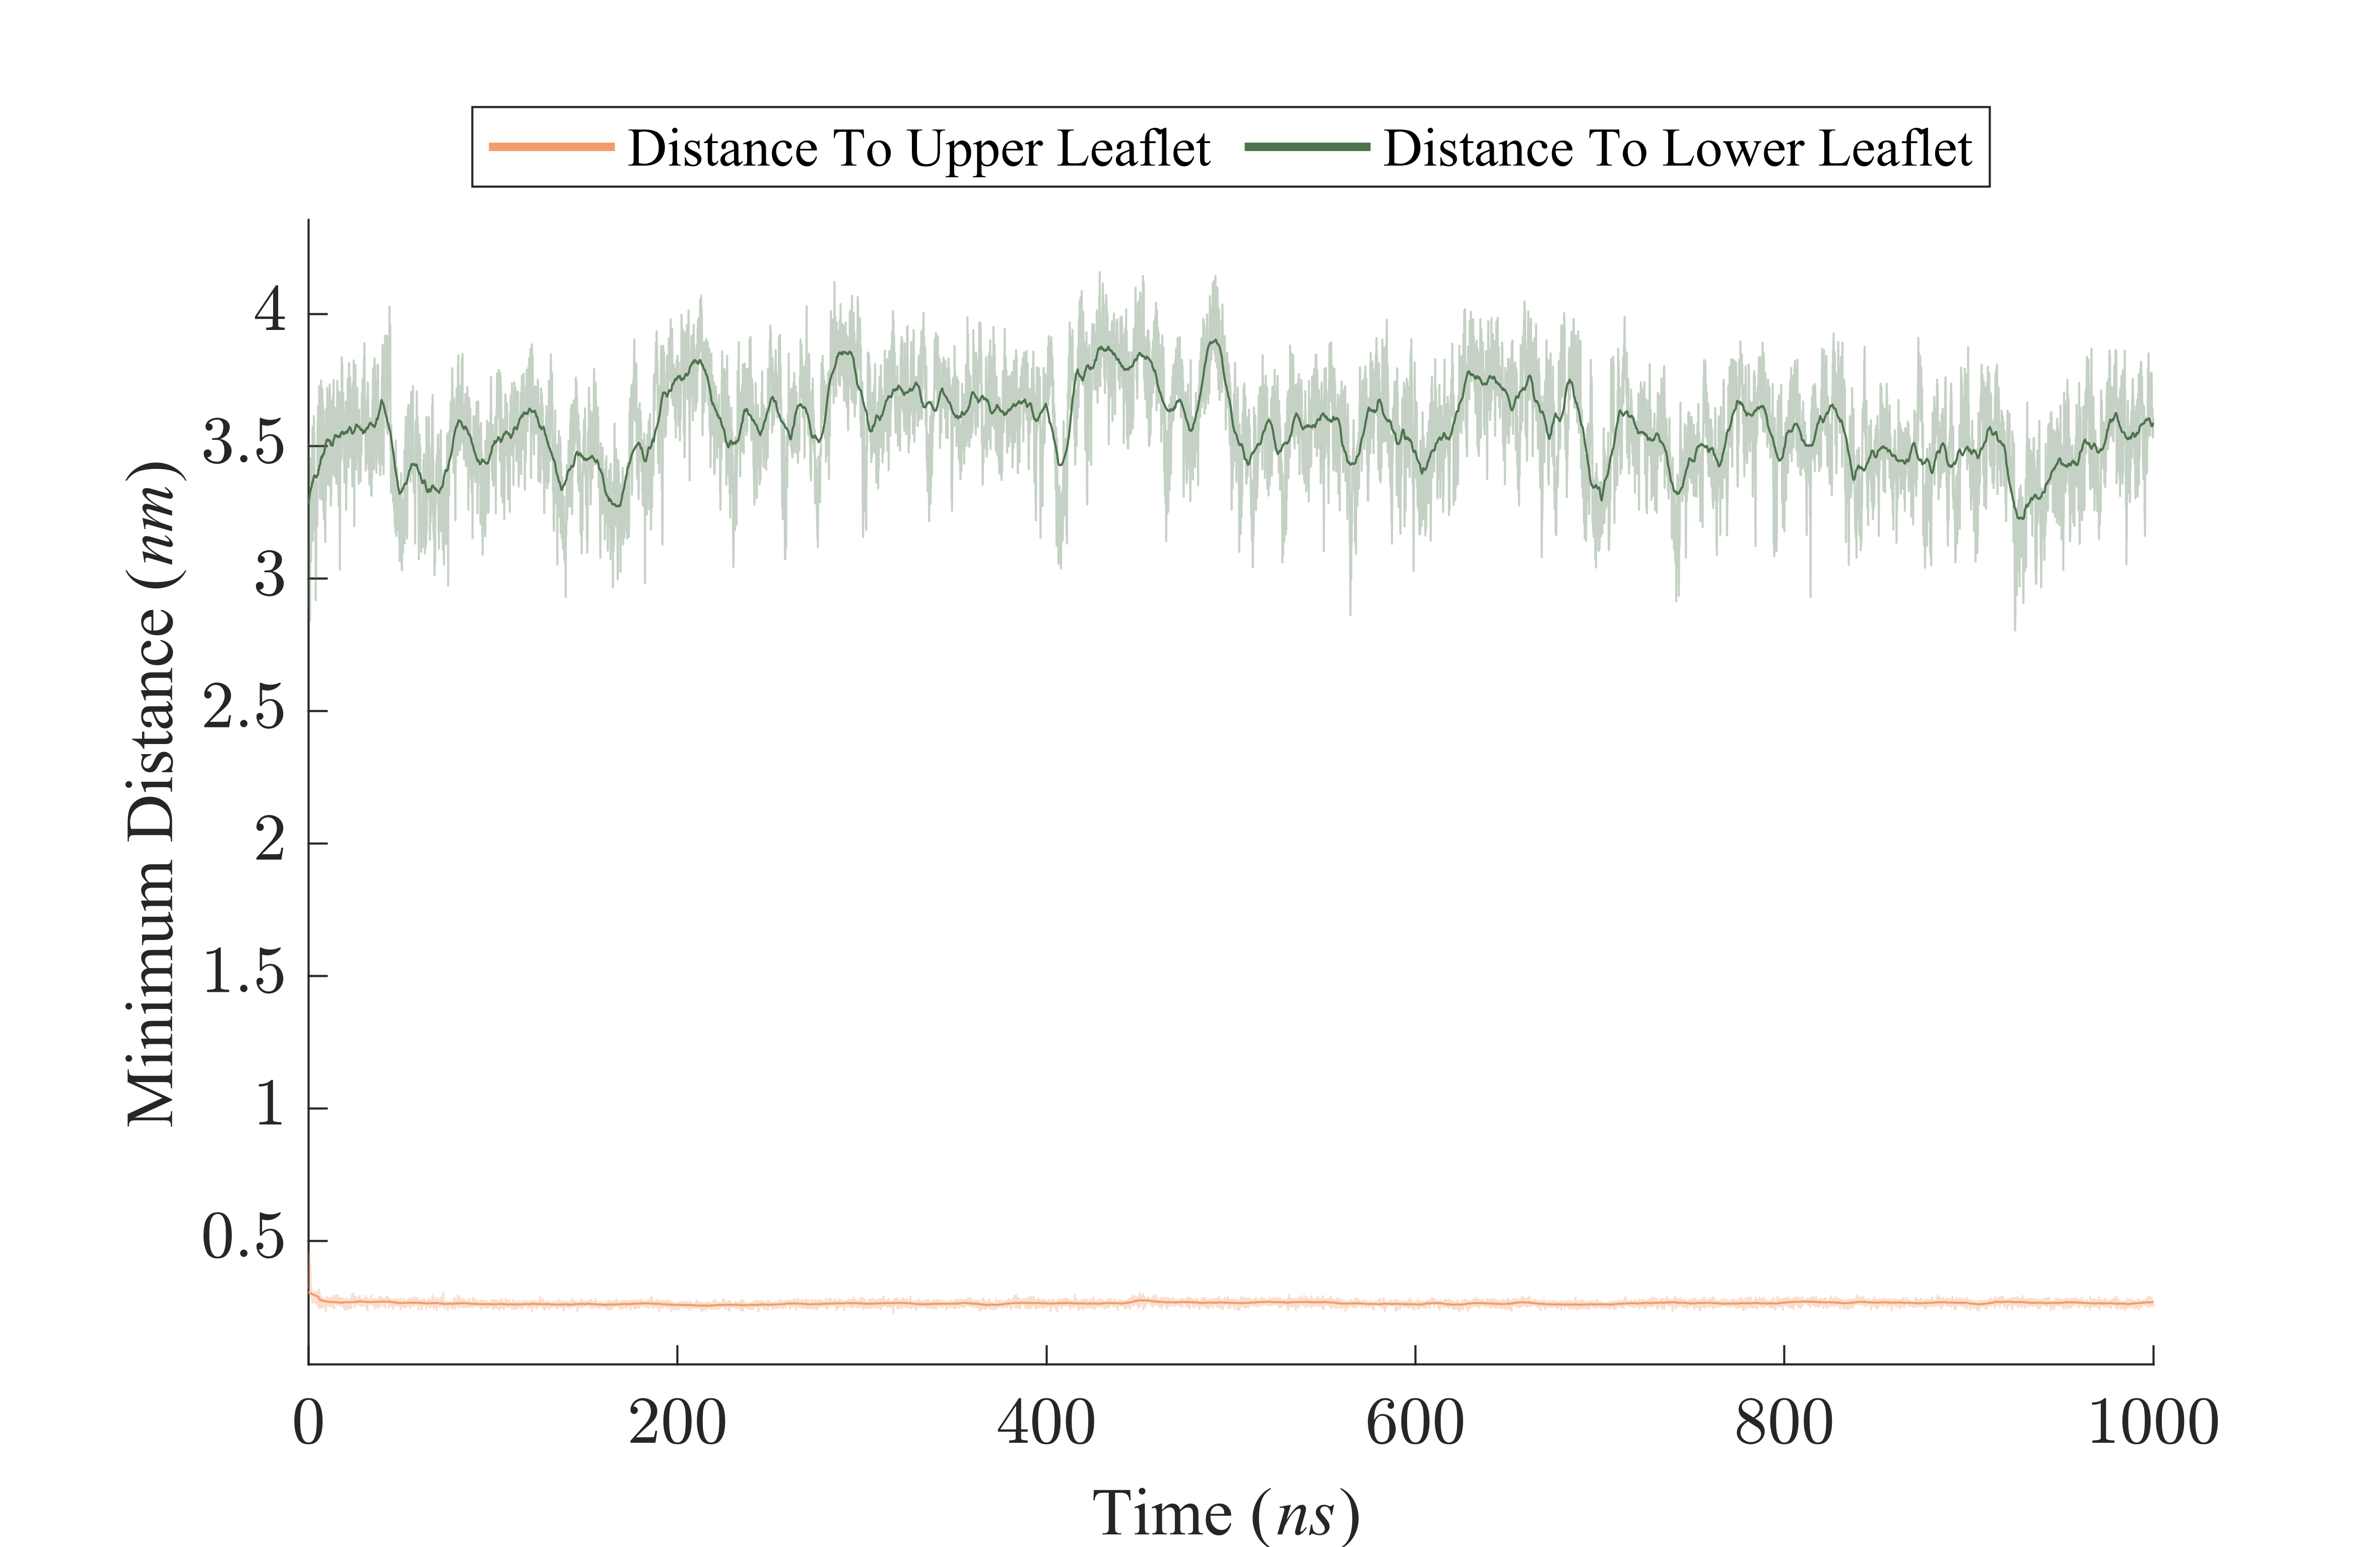 Distance To Upper Leaflet Distance To Lower Leaflet
Minimum Distance (nm)
4
3.5
3
2.5
2
1.5
1
0.5
0 200 400 600 800 1000
Time (ns)